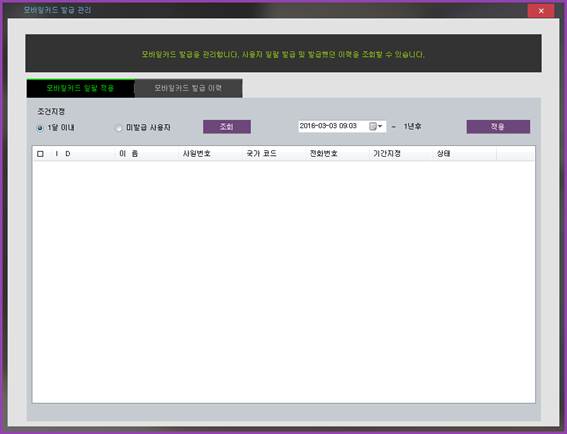 모바일카드 발급 관리
모바일카드 발급을 관리합니다. 사용자 일괄 발급 및 발급했던 이력을 조회할 수 있습니다.
모바일카드 일괄 적용 모바일카드 발급 이력
조건지정
1달 이내 미발급 사용자 조회 2016-03-03 09:03 ~ 1년후 적용
I D 이 름 사원번호 국가 코드 전화번호 기간지정 상태